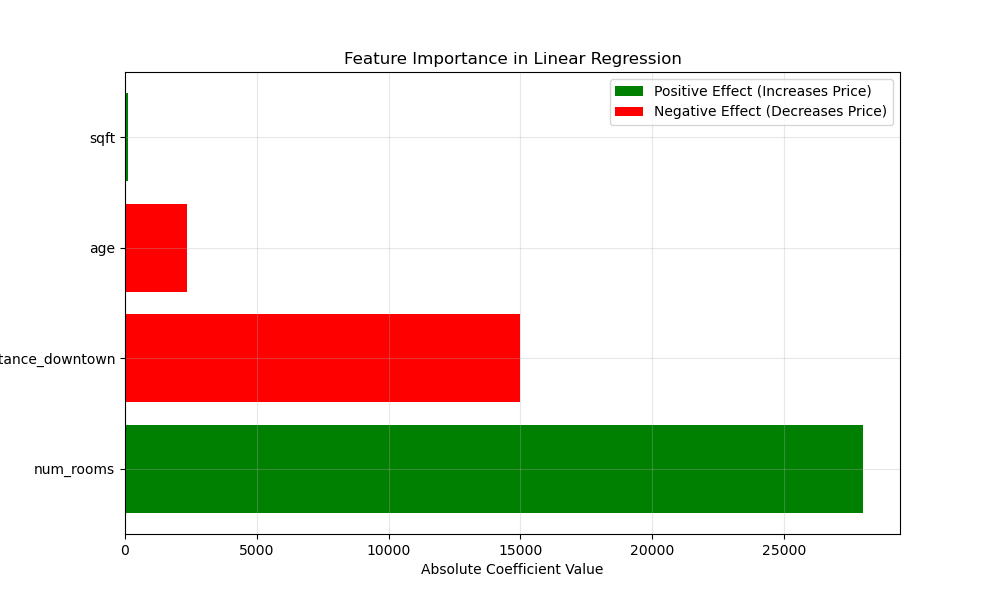 Feature Importance in Linear Regression
Positive Effect (Increases Price)
Negative Effect (Decreases Price)
sqft
age
tance_downtown
num_rooms
0 5000 10000 15000 20000 25000
Absolute Coefficient Value